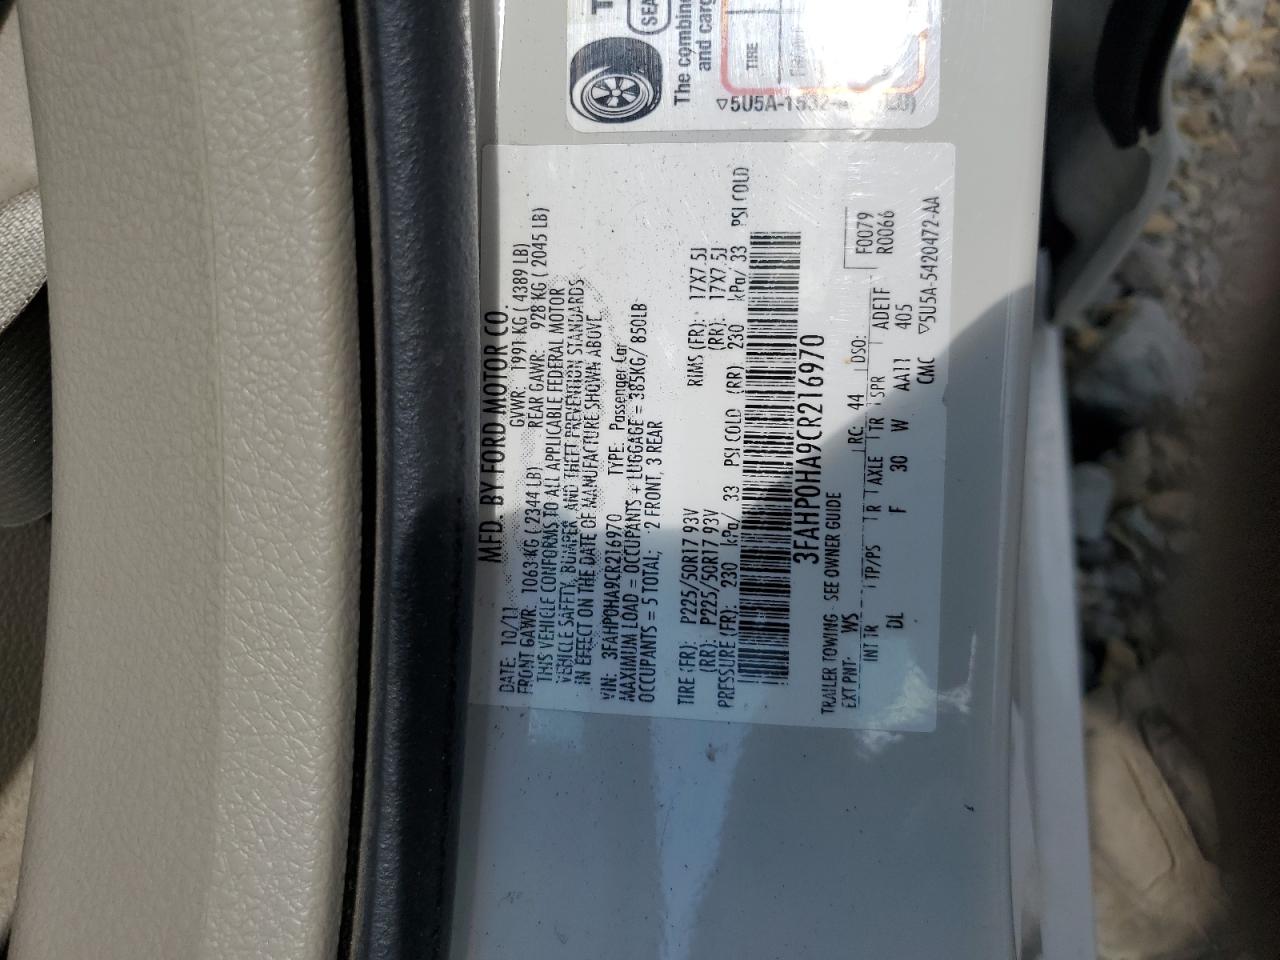 SEA
The combine
and carg
TIRE
▽5U5A-1532-
MFD. BY FORD MOTOR CO.
DATE: 10/11 GVWR: 1991 KG ( 4389 LB)
FRONT GAWR: 1063 KG ( 2344 LB) REAR GAWR: 928 KG ( 2045 LB)
THIS VEHICLE CONFORMS TO ALL APPLICABLE FEDERAL MOTOR
VEHICLE SAFETY, BUMPER AND THEFT PREVENTION STANDARDS
IN EFFECT ON THE DATE OF MANUFACTURE SHOWN ABOVE
VIN: 3FAHP0HA9CR216970 TYPE: Passenger Car
MAXIMUM LOAD = OCCUPANTS + LUGGAGE = 385KG/ 850LB
OCCUPANTS = 5 TOTAL; 2 FRONT, 3 REAR
TIRE (FR): P225/50R17 93V RIMS (FR): 17X7.5J
(RR): P225/50R17 93V (RR): 17X7.5J
PRESSURE (FR): 230 kPa/ 33 PSI COLD (RR) 230 kPa/ 33 PSI COLD
3FAHP0HA9CR216970
TRAILER TOWING - SEE OWNER GUIDE
F0079
R0066
EXT PNT: WS RC: 44 DSO:
INT TR TP/PS R AXLE TR SPR ADE1F
DL F 30 W AA11 405
CMC ▽5U5A-5420472-AA